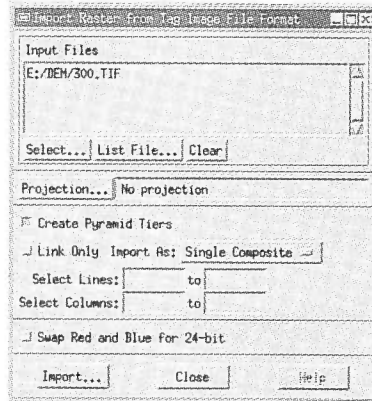 Import Raster from Tag Image File Format
Input Files
E:/DEM/300.TIF
Select... List File... Clear
Projection... No projection
Create Pyramid Tiers
Link Only Import As: Single Composite
Select Lines: to
Select Columns: to
Swap Red and Blue for 24-bit
Import... Close Help